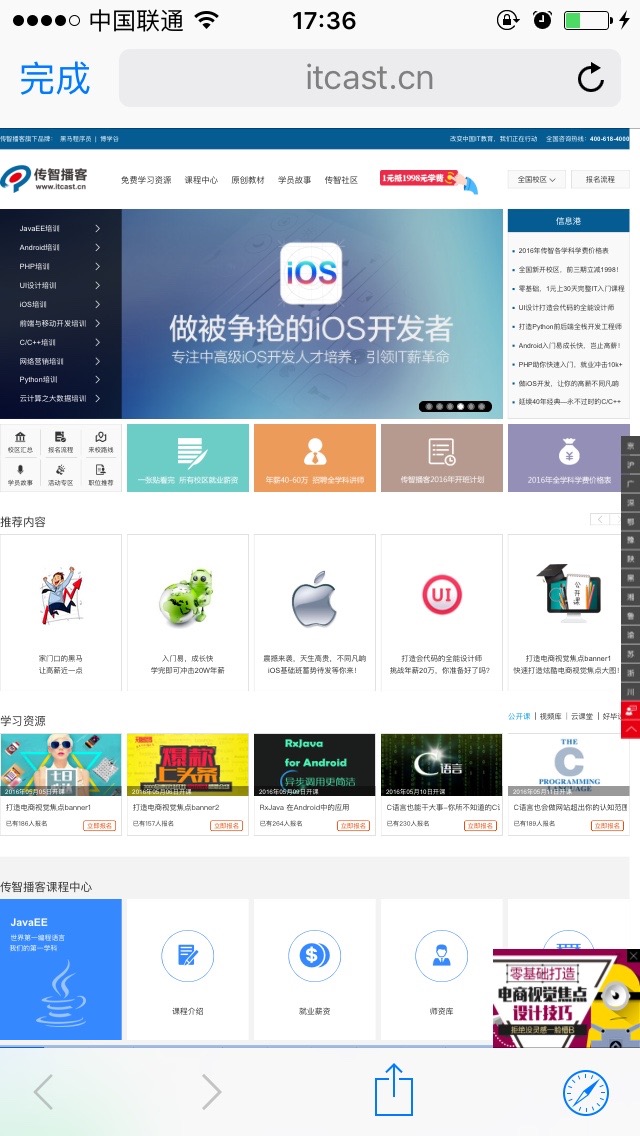 中国联通
17:36
完成
itcast.cn
传智播客旗下品牌： 黑马程序员 | 博学谷
改变中国IT教育，我们正在行动 全国咨询热线：400-618-4000
传智播客
www.itcast.cn
免费学习资源 课程中心 原创教材 学员故事 传智社区
1元抵1998元学费
全国校区 报名流程
JavaEE培训
Android培训
PHP培训
UI设计培训
iOS培训
前端与移动开发培训
C/C++培训
网络营销培训
Python培训
云计算之大数据培训
iOS
做被争抢的iOS开发者
专注中高级iOS开发人才培养，引领IT薪革命
信息港
2016年传智各学科学费价格表
全国新开校区，前三期立减1998！
零基础，1元上30天完整IT入门课程
UI设计打造会代码的全能设计师
打造Python前后端全栈开发工程师
Android入门易成长快，岂止高薪！
PHP助你快速入门，就业冲击10k+
做iOS开发，让你的高薪不同凡响
延续40年经典—永不过时的C/C++
校区汇总 报名流程 来校路线
学员故事 活动专区 职位推荐
一张贴看完 所有校区就业薪资
年薪40-60万 招聘全学科讲师
传智播客2016年开班计划
2016年全学科学费价格表
推荐内容
UI
公开课
家门口的黑马
让高薪近一点
入门易，成长快
学完即可冲击20W年薪
震撼来袭，天生高贵，不同凡响
iOS基础班蓄势待发等你来！
打造会代码的全能设计师
挑战年薪20万，你准备好了吗？
打造电商视觉焦点banner1
快速打造炫酷电商视觉焦点大图！
学习资源
公开课 | 视频库 | 云课堂 |
七日
2016年05月05日开课
爆款
上头条
2016年05月06日开课
RxJava
for Android
异步调用更简洁
2016年05月09日开课
C语言
2016年05月10日开课
THE
C
PROGRAMMING
LANGUAGE
2016年05月11日开课
打造电商视觉焦点banner1
打造电商视觉焦点banner2
RxJava 在Android中的应用
C语言也能干大事-你所不知道的C
C语言也会做网站超出你的认知范围
已有186人报名 立即报名
已有157人报名 立即报名
已有264人报名 立即报名
已有230人报名 立即报名
已有189人报名 立即报名
传智播客课程中心
JavaEE
世界第一编程语言
我们的第一学科
课程介绍
就业薪资
师资库
零基础打造
电商视觉焦点
设计技巧
拒绝没灵感一脸懵B